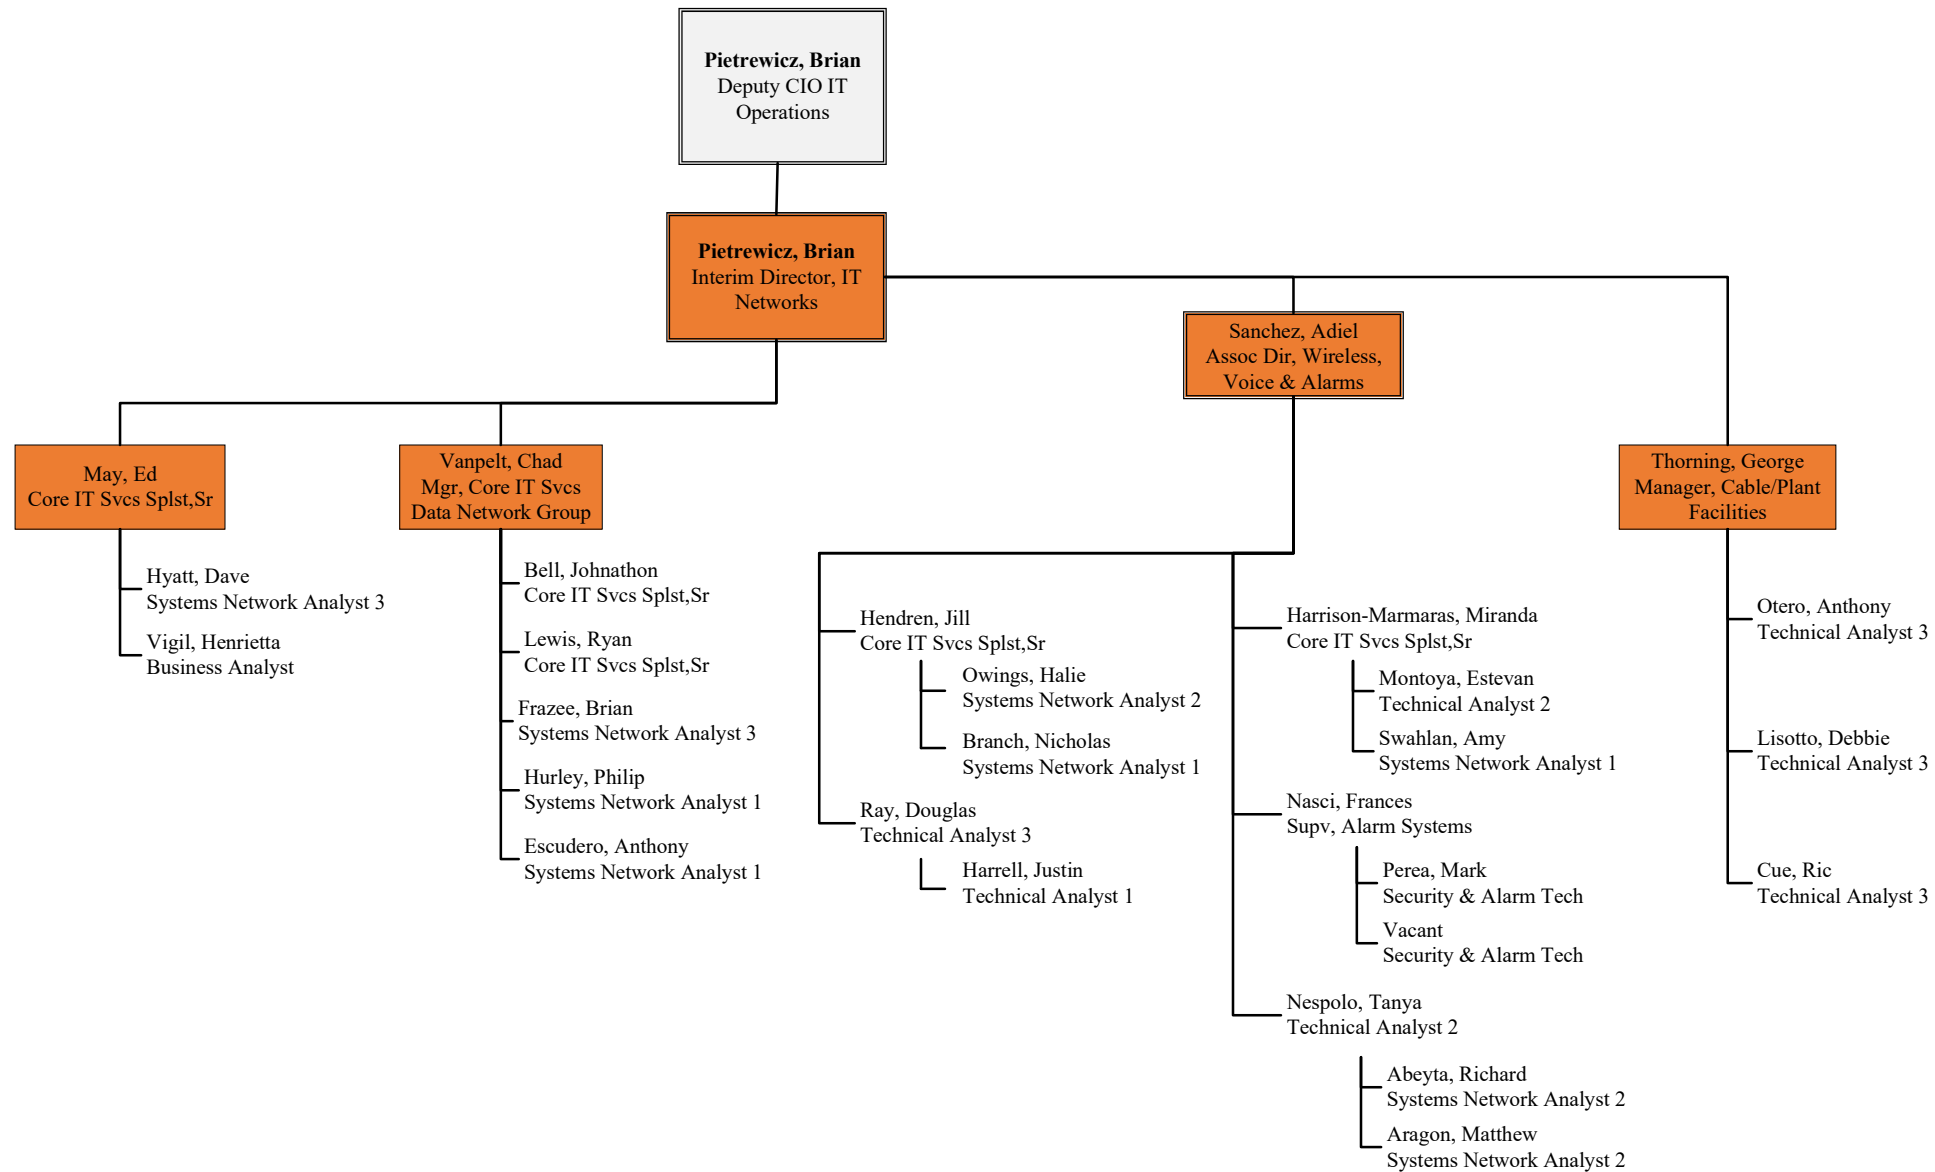 Pietrewicz, Brian
Deputy CIO IT
Operations
Pietrewicz, Brian
Interim Director, IT
Networks
Sanchez, Adiel
Assoc Dir, Wireless,
Voice & Alarms
May, Ed
Core IT Svcs Splst,Sr
Vanpelt, Chad
Mgr, Core IT Svcs
Data Network Group
Thorning, George
Manager, Cable/Plant
Facilities
Hyatt, Dave
Systems Network Analyst 3
Vigil, Henrietta
Business Analyst
Bell, Johnathon
Core IT Svcs Splst,Sr
Lewis, Ryan
Core IT Svcs Splst,Sr
Frazee, Brian
Systems Network Analyst 3
Hurley, Philip
Systems Network Analyst 1
Escudero, Anthony
Systems Network Analyst 1
Hendren, Jill
Core IT Svcs Splst,Sr
Owings, Halie
Systems Network Analyst 2
Branch, Nicholas
Systems Network Analyst 1
Ray, Douglas
Technical Analyst 3
Harrell, Justin
Technical Analyst 1
Harrison-Marmaras, Miranda
Core IT Svcs Splst,Sr
Montoya, Estevan
Technical Analyst 2
Swahlan, Amy
Systems Network Analyst 1
Nasci, Frances
Supv, Alarm Systems
Perea, Mark
Security & Alarm Tech
Vacant
Security & Alarm Tech
Nespolo, Tanya
Technical Analyst 2
Abeyta, Richard
Systems Network Analyst 2
Aragon, Matthew
Systems Network Analyst 2
Otero, Anthony
Technical Analyst 3
Lisotto, Debbie
Technical Analyst 3
Cue, Ric
Technical Analyst 3